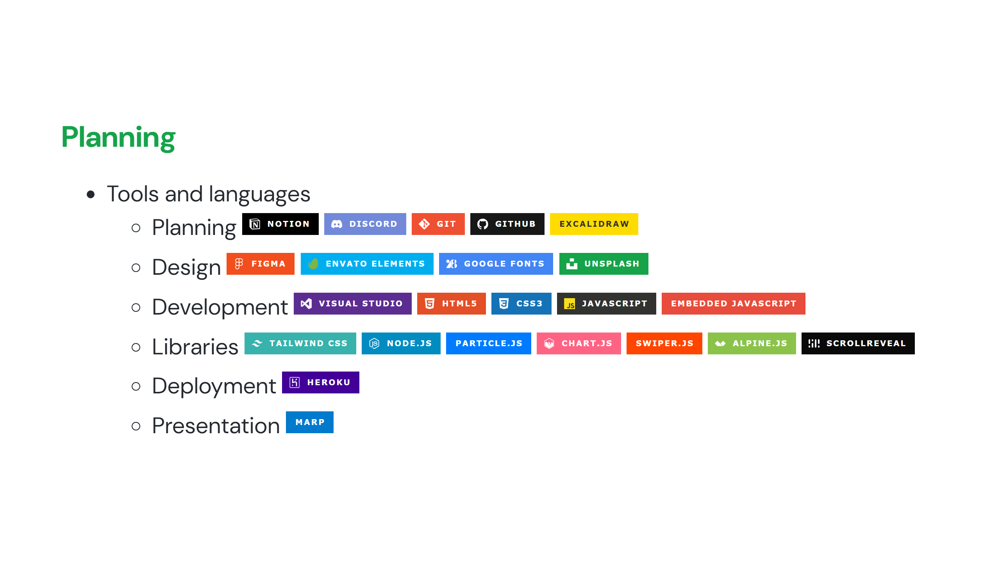 Planning
Tools and languages
Planning NOTION DISCORD GIT GITHUB EXCALIDRAW
Design FIGMA ENVATO ELEMENTS GOOGLE FONTS UNSPLASH
Development VISUAL STUDIO HTML5 CSS3 JAVASCRIPT EMBEDDED JAVASCRIPT
Libraries TAILWIND CSS NODE.JS PARTICLE.JS CHART.JS SWIPER.JS ALPINE.JS SCROLLREVEAL
Deployment HEROKU
Presentation MARP